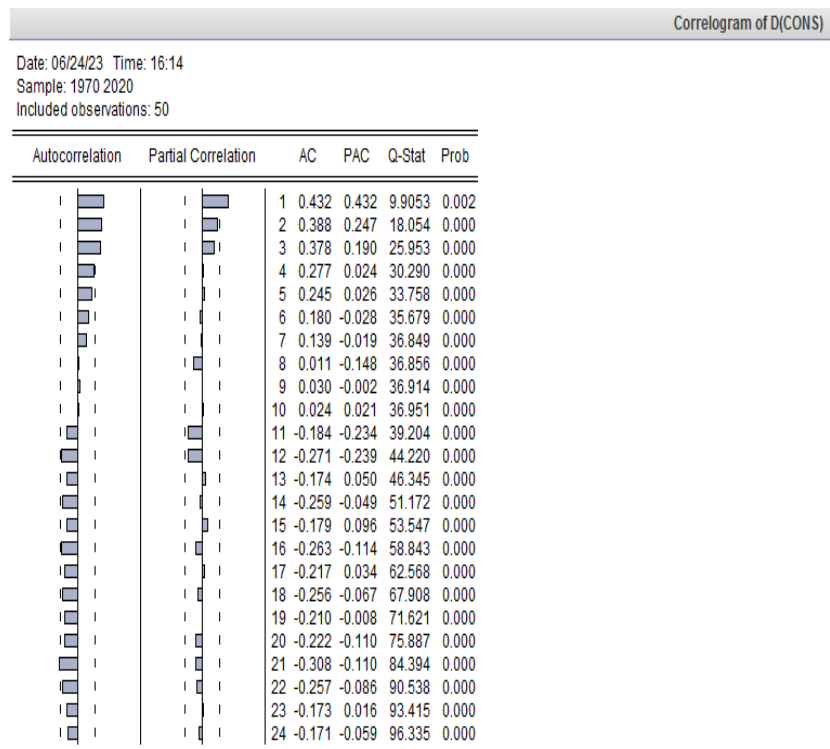 Correlogram of D(CONS)
Date: 06/24/23 Time: 16:14
Sample: 1970 2020
Included observations: 50
Autocorrelation Partial Correlation AC PAC Q-Stat Prob
1 0.432 0.432 9.9053 0.002
2 0.388 0.247 18.054 0.000
3 0.378 0.190 25.953 0.000
4 0.277 0.024 30.290 0.000
5 0.245 0.026 33.758 0.000
6 0.180 -0.028 35.679 0.000
7 0.139 -0.019 36.849 0.000
8 0.011 -0.148 36.856 0.000
9 0.030 -0.002 36.914 0.000
10 0.024 0.021 36.951 0.000
11 -0.184 -0.234 39.204 0.000
12 -0.271 -0.239 44.220 0.000
13 -0.174 0.050 46.345 0.000
14 -0.259 -0.049 51.172 0.000
15 -0.179 0.096 53.547 0.000
16 -0.263 -0.114 58.843 0.000
17 -0.217 0.034 62.568 0.000
18 -0.256 -0.067 67.908 0.000
19 -0.210 -0.008 71.621 0.000
20 -0.222 -0.110 75.887 0.000
21 -0.308 -0.110 84.394 0.000
22 -0.257 -0.086 90.538 0.000
23 -0.173 0.016 93.415 0.000
24 -0.171 -0.059 96.335 0.000